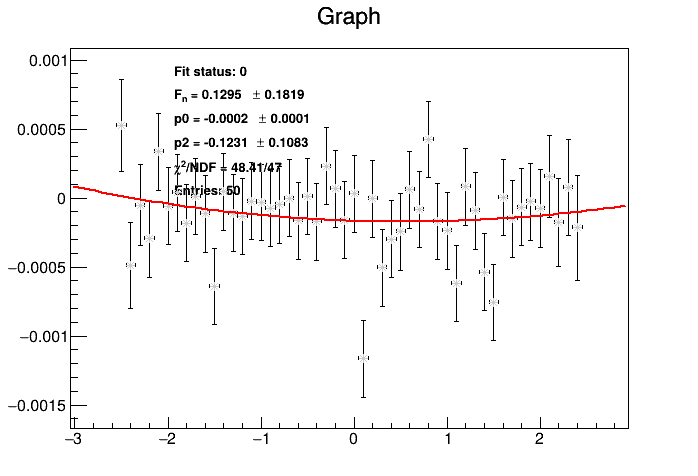 Graph
0.001
0.0005
0
−0.0005
−0.001
−0.0015
Fit status: 0
Fn = 0.1295 ± 0.1819
p0 = -0.0002 ± 0.0001
p2 = -0.1231 ± 0.1083
χ²/NDF = 48.41/47
Entries: 50
−3 −2 −1 0 1 2